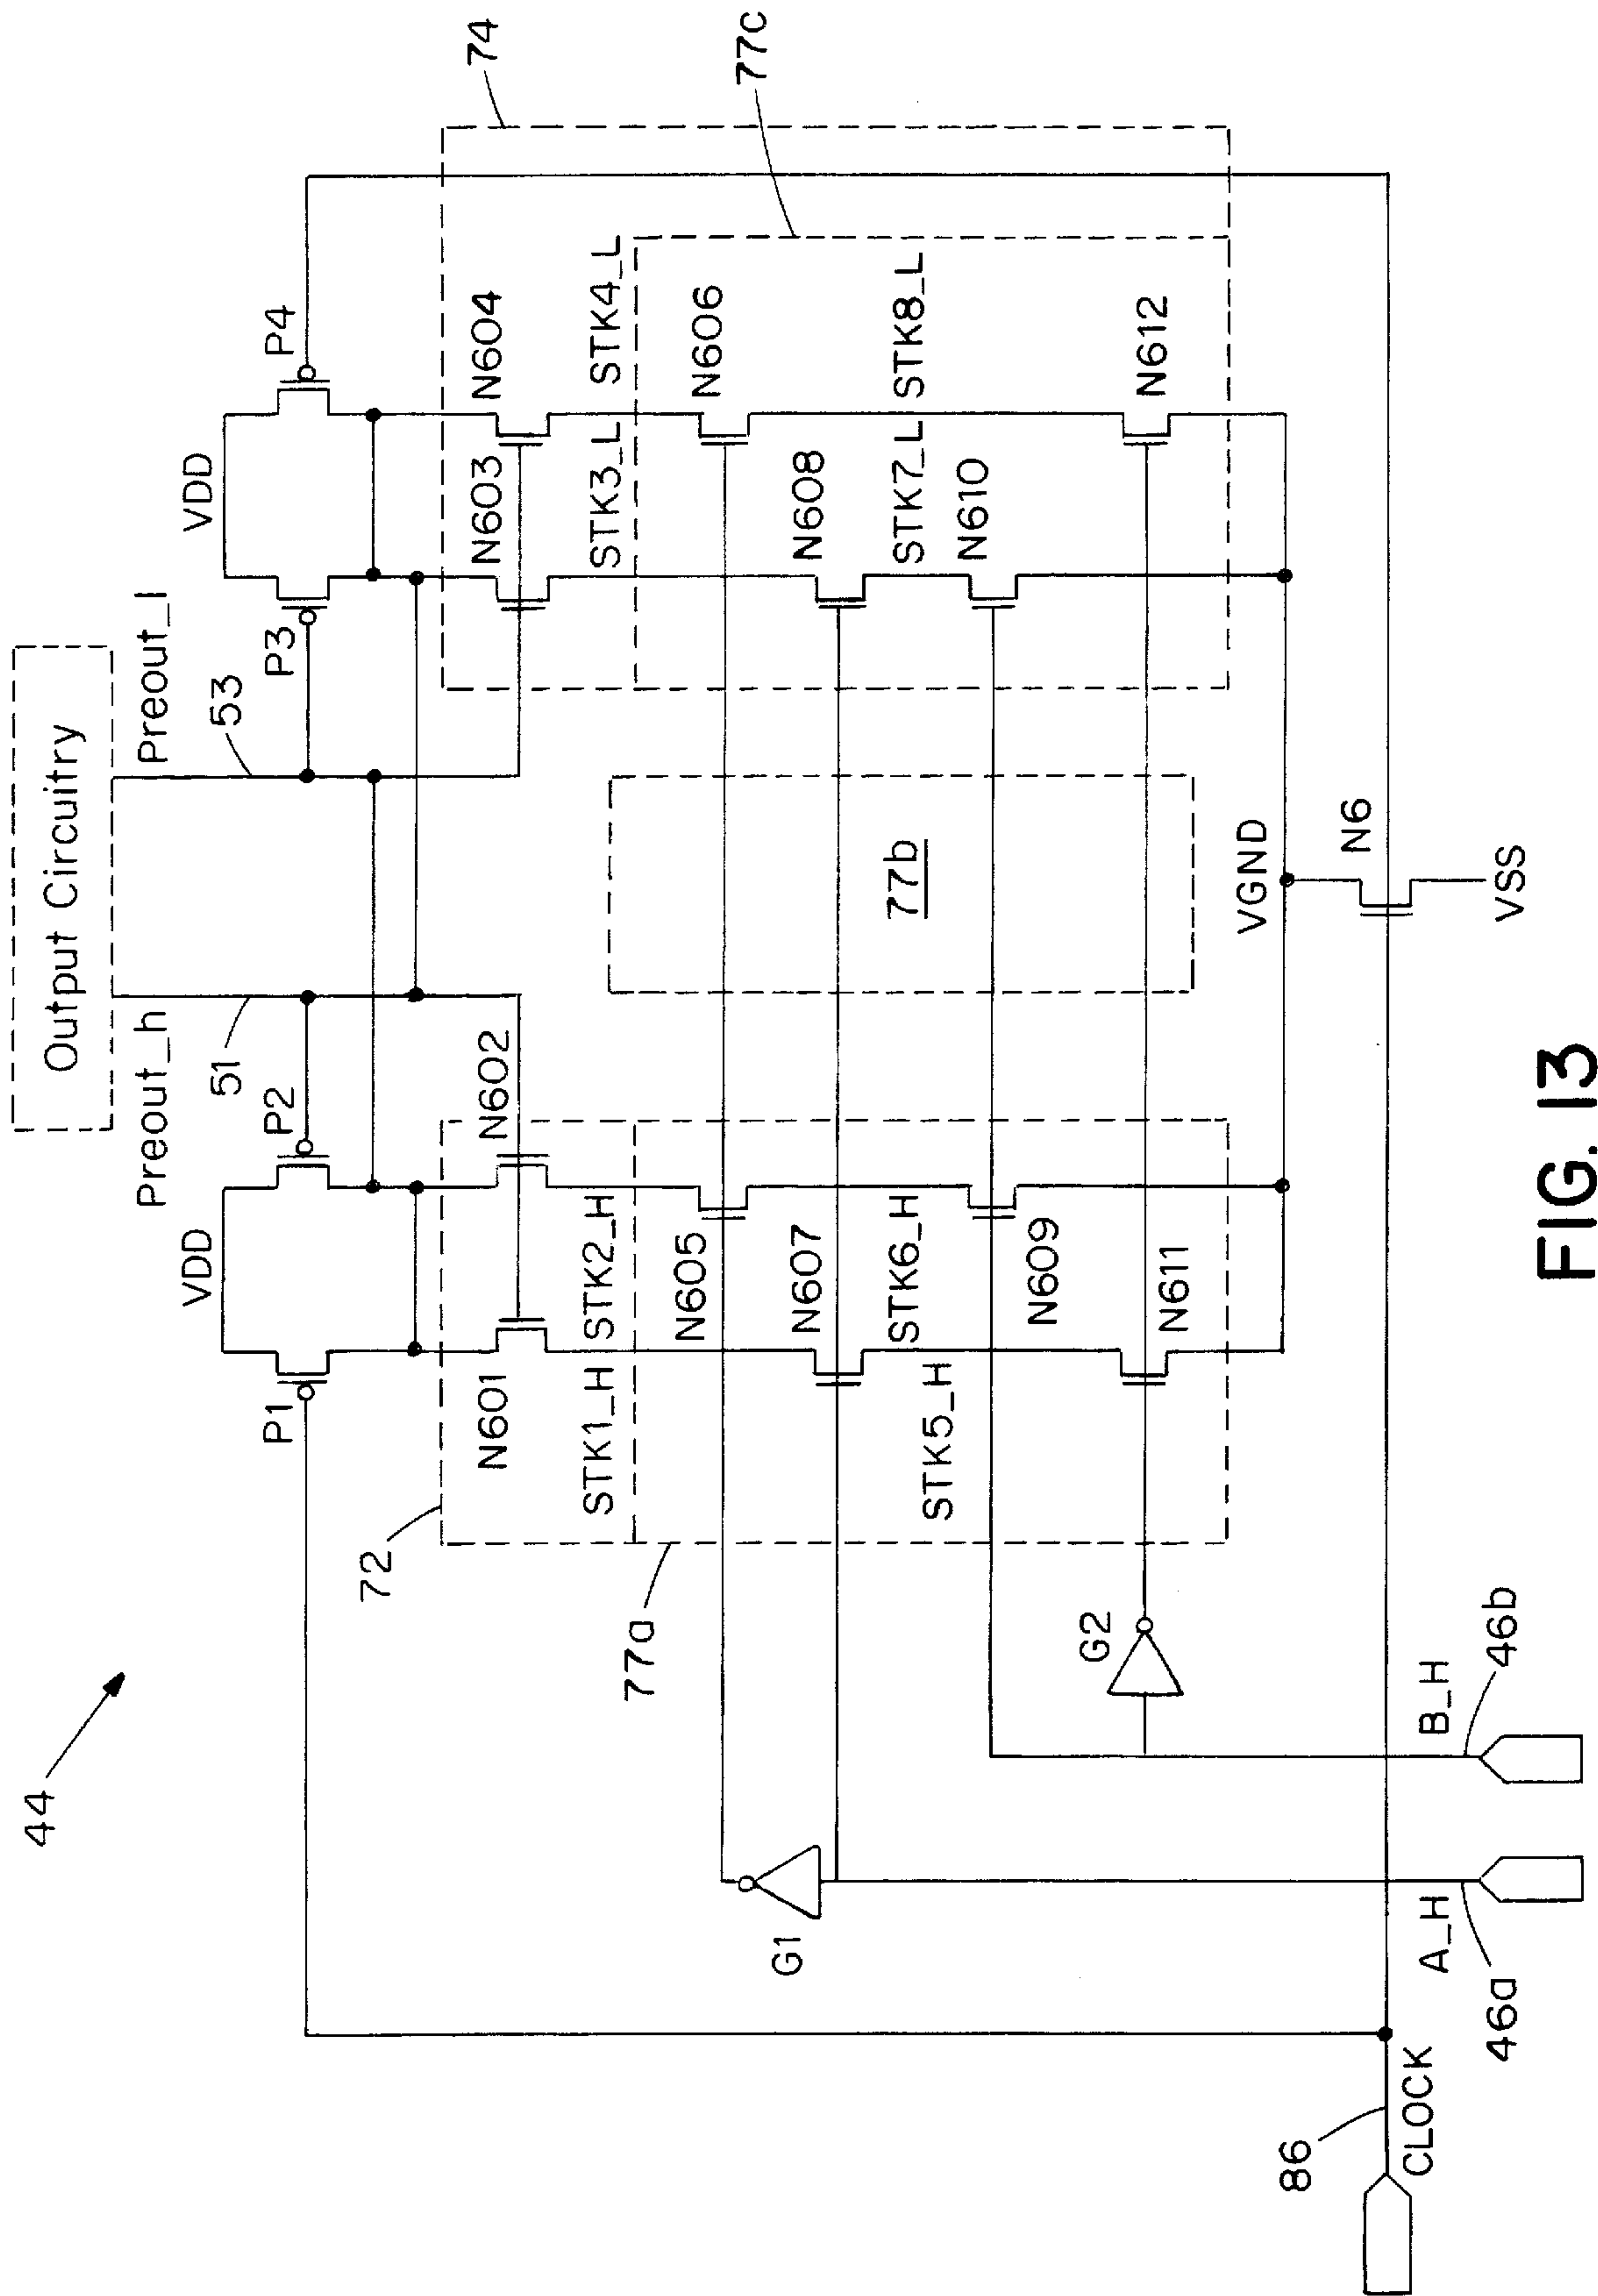 44
Output Circuitry
Preout_h
Preout_l
51
53
VDD
VDD
P1
P2
P3
P4
72
74
N601
N602
N603
N604
STK1_H
STK2_H
STK3_L
STK4_L
77a
77c
N605
N606
G1
N607
N608
77b
STK5_H
STK6_H
STK7_L
STK8_L
N609
N610
G2
N611
N612
VGND
N6
VSS
86
CLOCK
A_H
B_H
46a
46b
FIG. 13